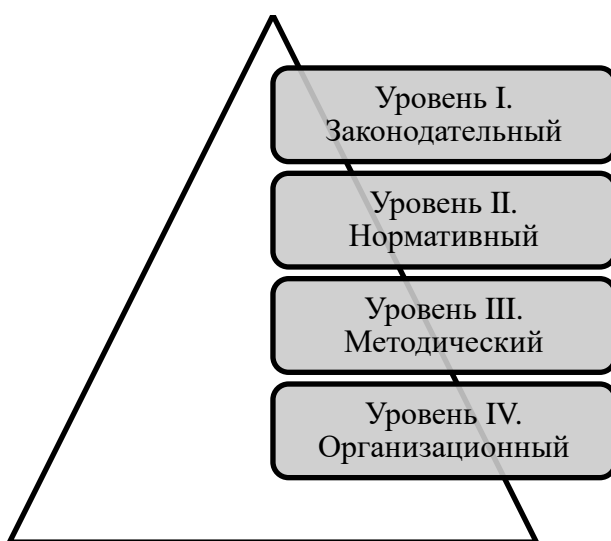 Уровень I.
Законодательный
Уровень II.
Нормативный
Уровень III.
Методический
Уровень IV.
Организационный